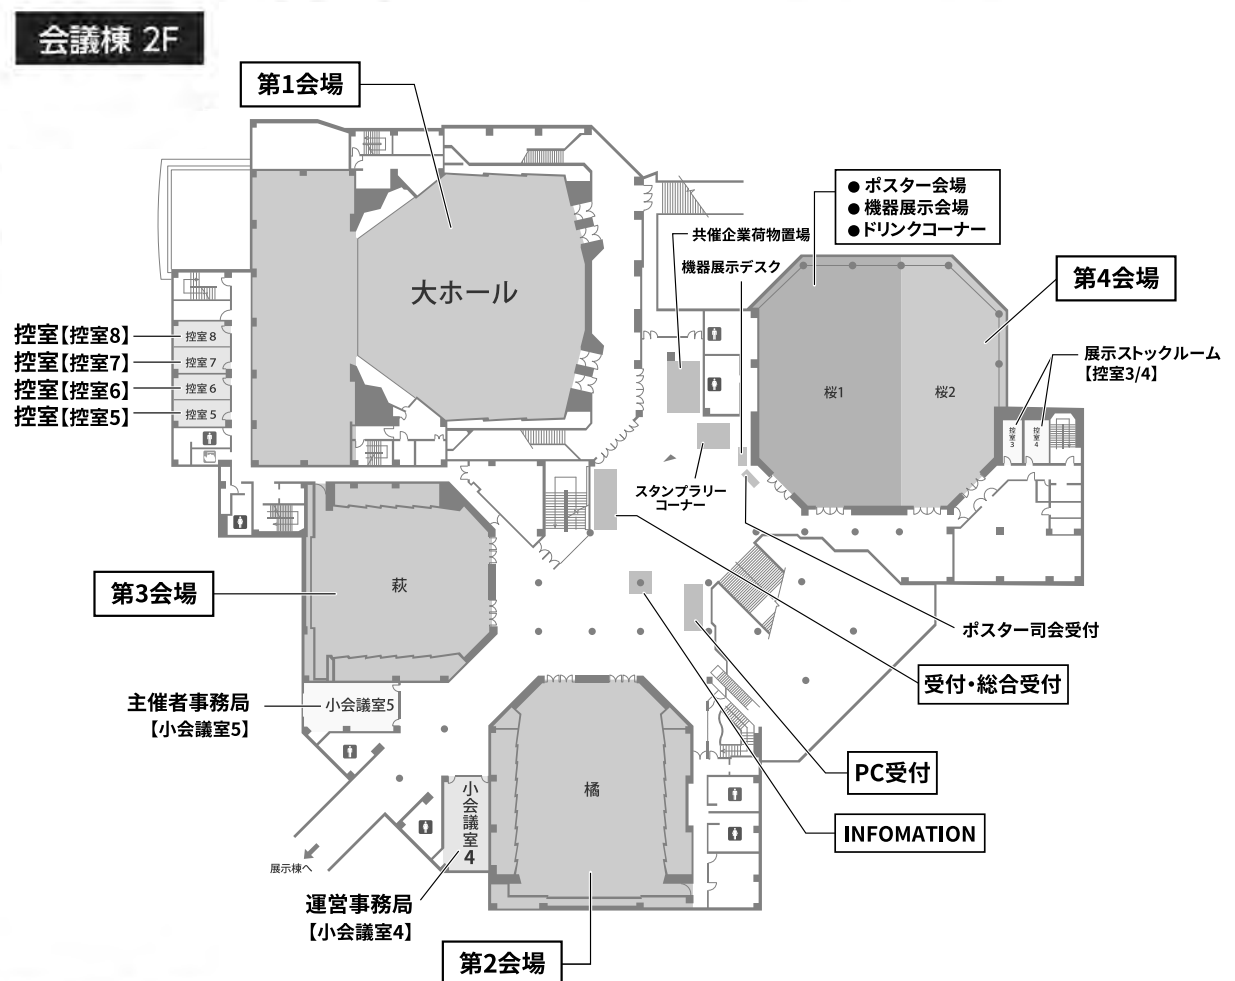 会議棟 2F
第1会場
● ポスター会場
● 機器展示会場
● ドリンクコーナー
共催企業荷物置場
機器展示デスク
第4会場
大ホール
控室【控室8】
控室【控室7】
控室【控室6】
控室【控室5】
控室 8
控室 7
控室 6
控室 5
展示ストックルーム
【控室3/4】
桜1
桜2
控室3
控室4
スタンプラリー
コーナー
第3会場
萩
ポスター司会受付
受付・総合受付
主催者事務局
【小会議室5】
小会議室5
PC受付
橘
小会議室4
INFOMATION
展示棟へ
運営事務局
【小会議室4】
第2会場